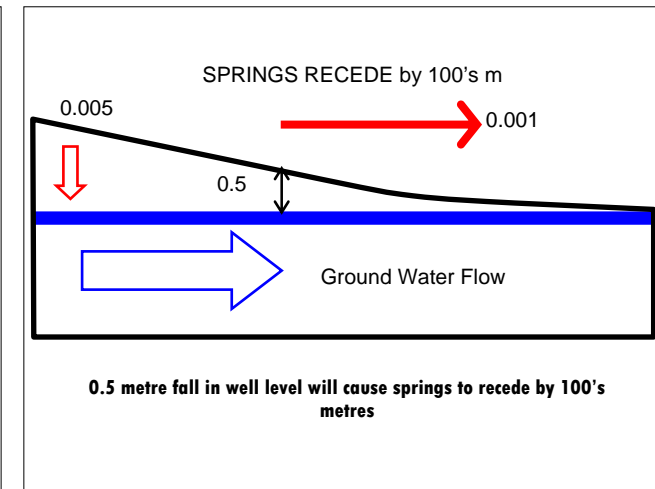 SPRINGS RECEDE by 100's m
0.005
0.001
0.5
Ground Water Flow
0.5 metre fall in well level will cause springs to recede by 100's
metres